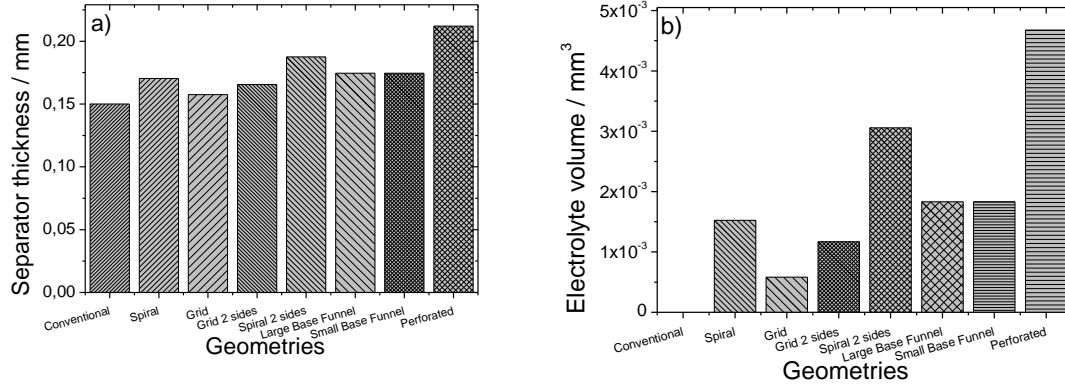 a)
Separator thickness / mm
0,20
0,15
0,10
0,05
0,00
Conventional
Spiral
Grid
Grid 2 sides
Spiral 2 sides
Large Base Funnel
Small Base Funnel
Perforated
Geometries
b)
Electrolyte volume / mm³
5x10⁻³
4x10⁻³
3x10⁻³
2x10⁻³
1x10⁻³
0
Conventional
Spiral
Grid
Grid 2 sides
Spiral 2 sides
Large Base Funnel
Small Base Funnel
Perforated
Geometries